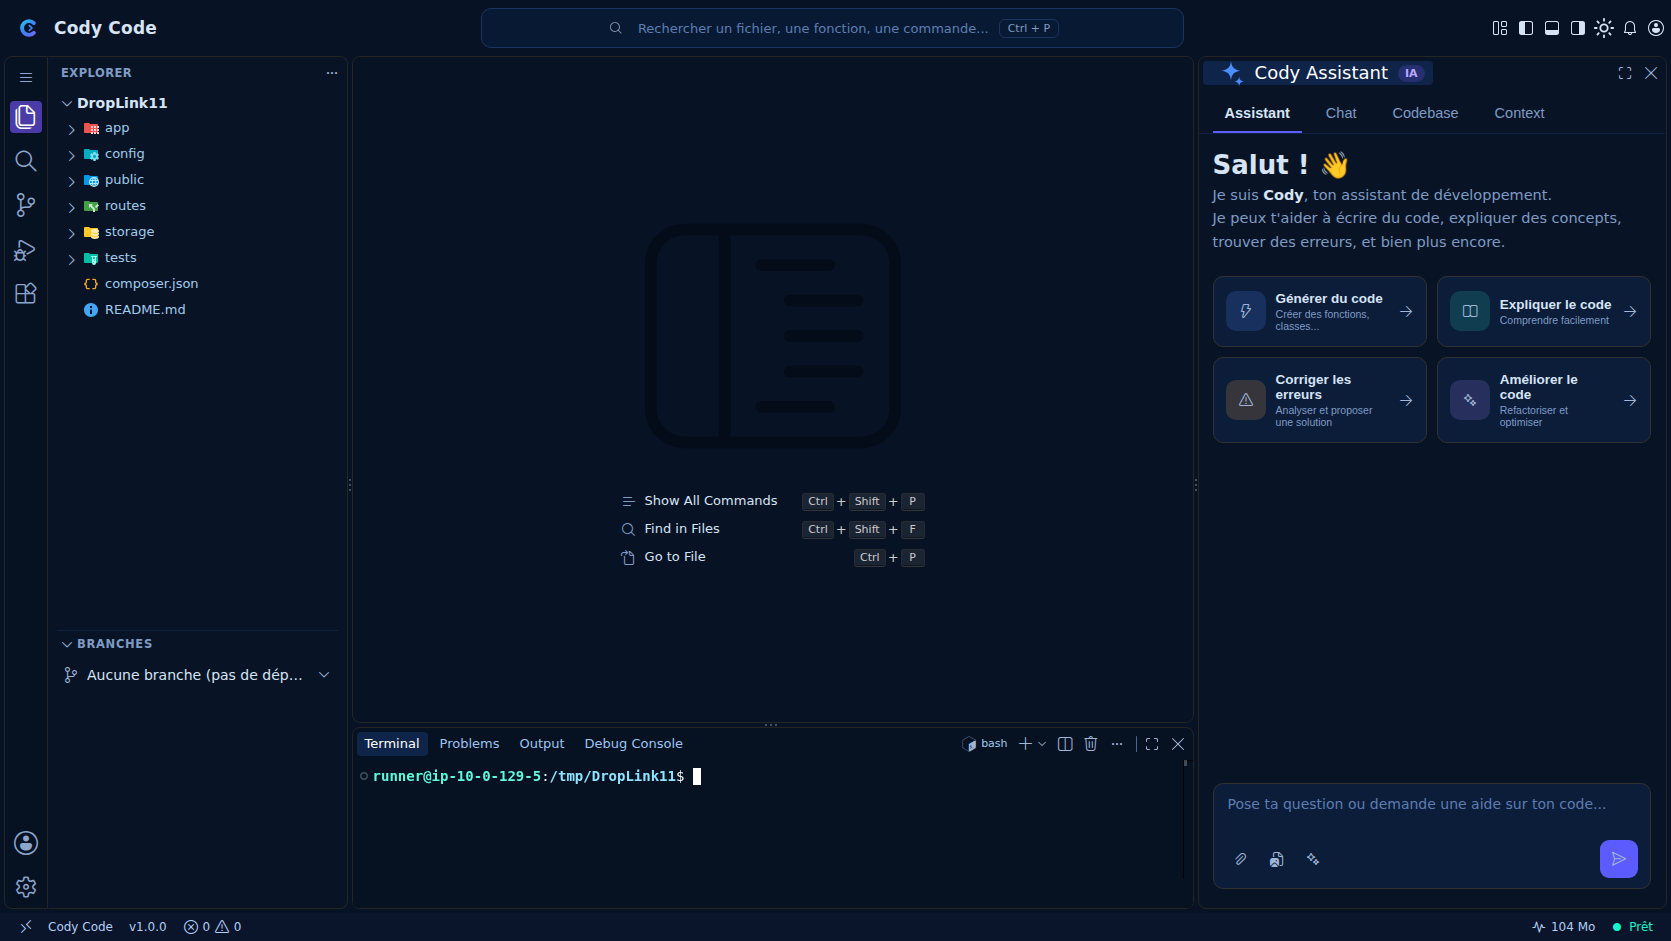 Cody Code
Rechercher un fichier, une fonction, une commande... Ctrl + P
EXPLORER
DropLink11
app
config
public
routes
storage
tests
composer.json
README.md
BRANCHES
Aucune branche (pas de dép...
Show All Commands Ctrl + Shift + P
Find in Files Ctrl + Shift + F
Go to File Ctrl + P
Terminal Problems Output Debug Console
bash
runner@ip-10-0-129-5:/tmp/DropLink11$
Cody Assistant IA
Assistant Chat Codebase Context
Salut ! 👋
Je suis Cody, ton assistant de développement.
Je peux t'aider à écrire du code, expliquer des concepts,
trouver des erreurs, et bien plus encore.
Générer du code
Créer des fonctions,
classes...
Expliquer le code
Comprendre facilement
Corriger les
erreurs
Analyser et proposer
une solution
Améliorer le
code
Refactoriser et
optimiser
Pose ta question ou demande une aide sur ton code...
Cody Code v1.0.0 0 0
104 Mo Prêt